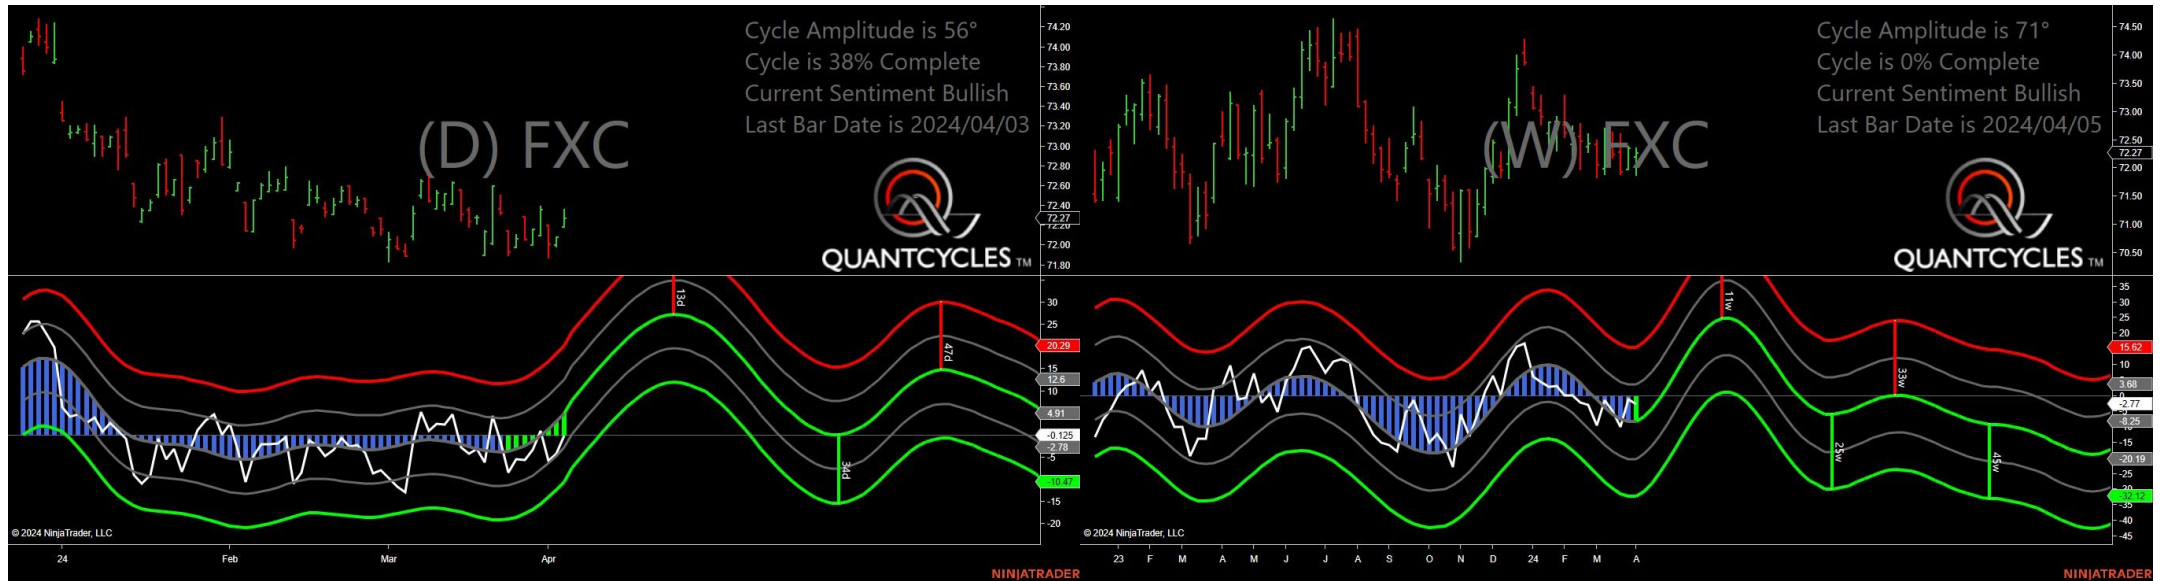 Cycle Amplitude is 56°
Cycle is 38% Complete
Current Sentiment Bullish
Last Bar Date is 2024/04/03
(D) FXC
QUANTCYCLES TM
74.20
74.00
73.80
73.60
73.40
73.20
73.00
72.80
72.60
72.40
72.27
72.20
72.00
71.80
13d
34d
47d
30
25
20.29
15
12.6
10
4.91
-0.125
-2.78
-5
-10.47
-15
-20
© 2024 NinjaTrader, LLC
24 Feb Mar Apr
NINJATRADER
Cycle Amplitude is 71°
Cycle is 0% Complete
Current Sentiment Bullish
Last Bar Date is 2024/04/05
(W) FXC
QUANTCYCLES TM
74.50
74.00
73.50
73.00
72.50
72.27
72.00
71.50
71.00
70.50
11w
25w
33w
45w
35
30
25
20
15.62
10
3.68
0
-2.77
-8.25
-15
-20.19
-25
-30
-32.12
-35
-40
-45
© 2024 NinjaTrader, LLC
23 F M A M J J A S O N D 24 F M A
NINJATRADER